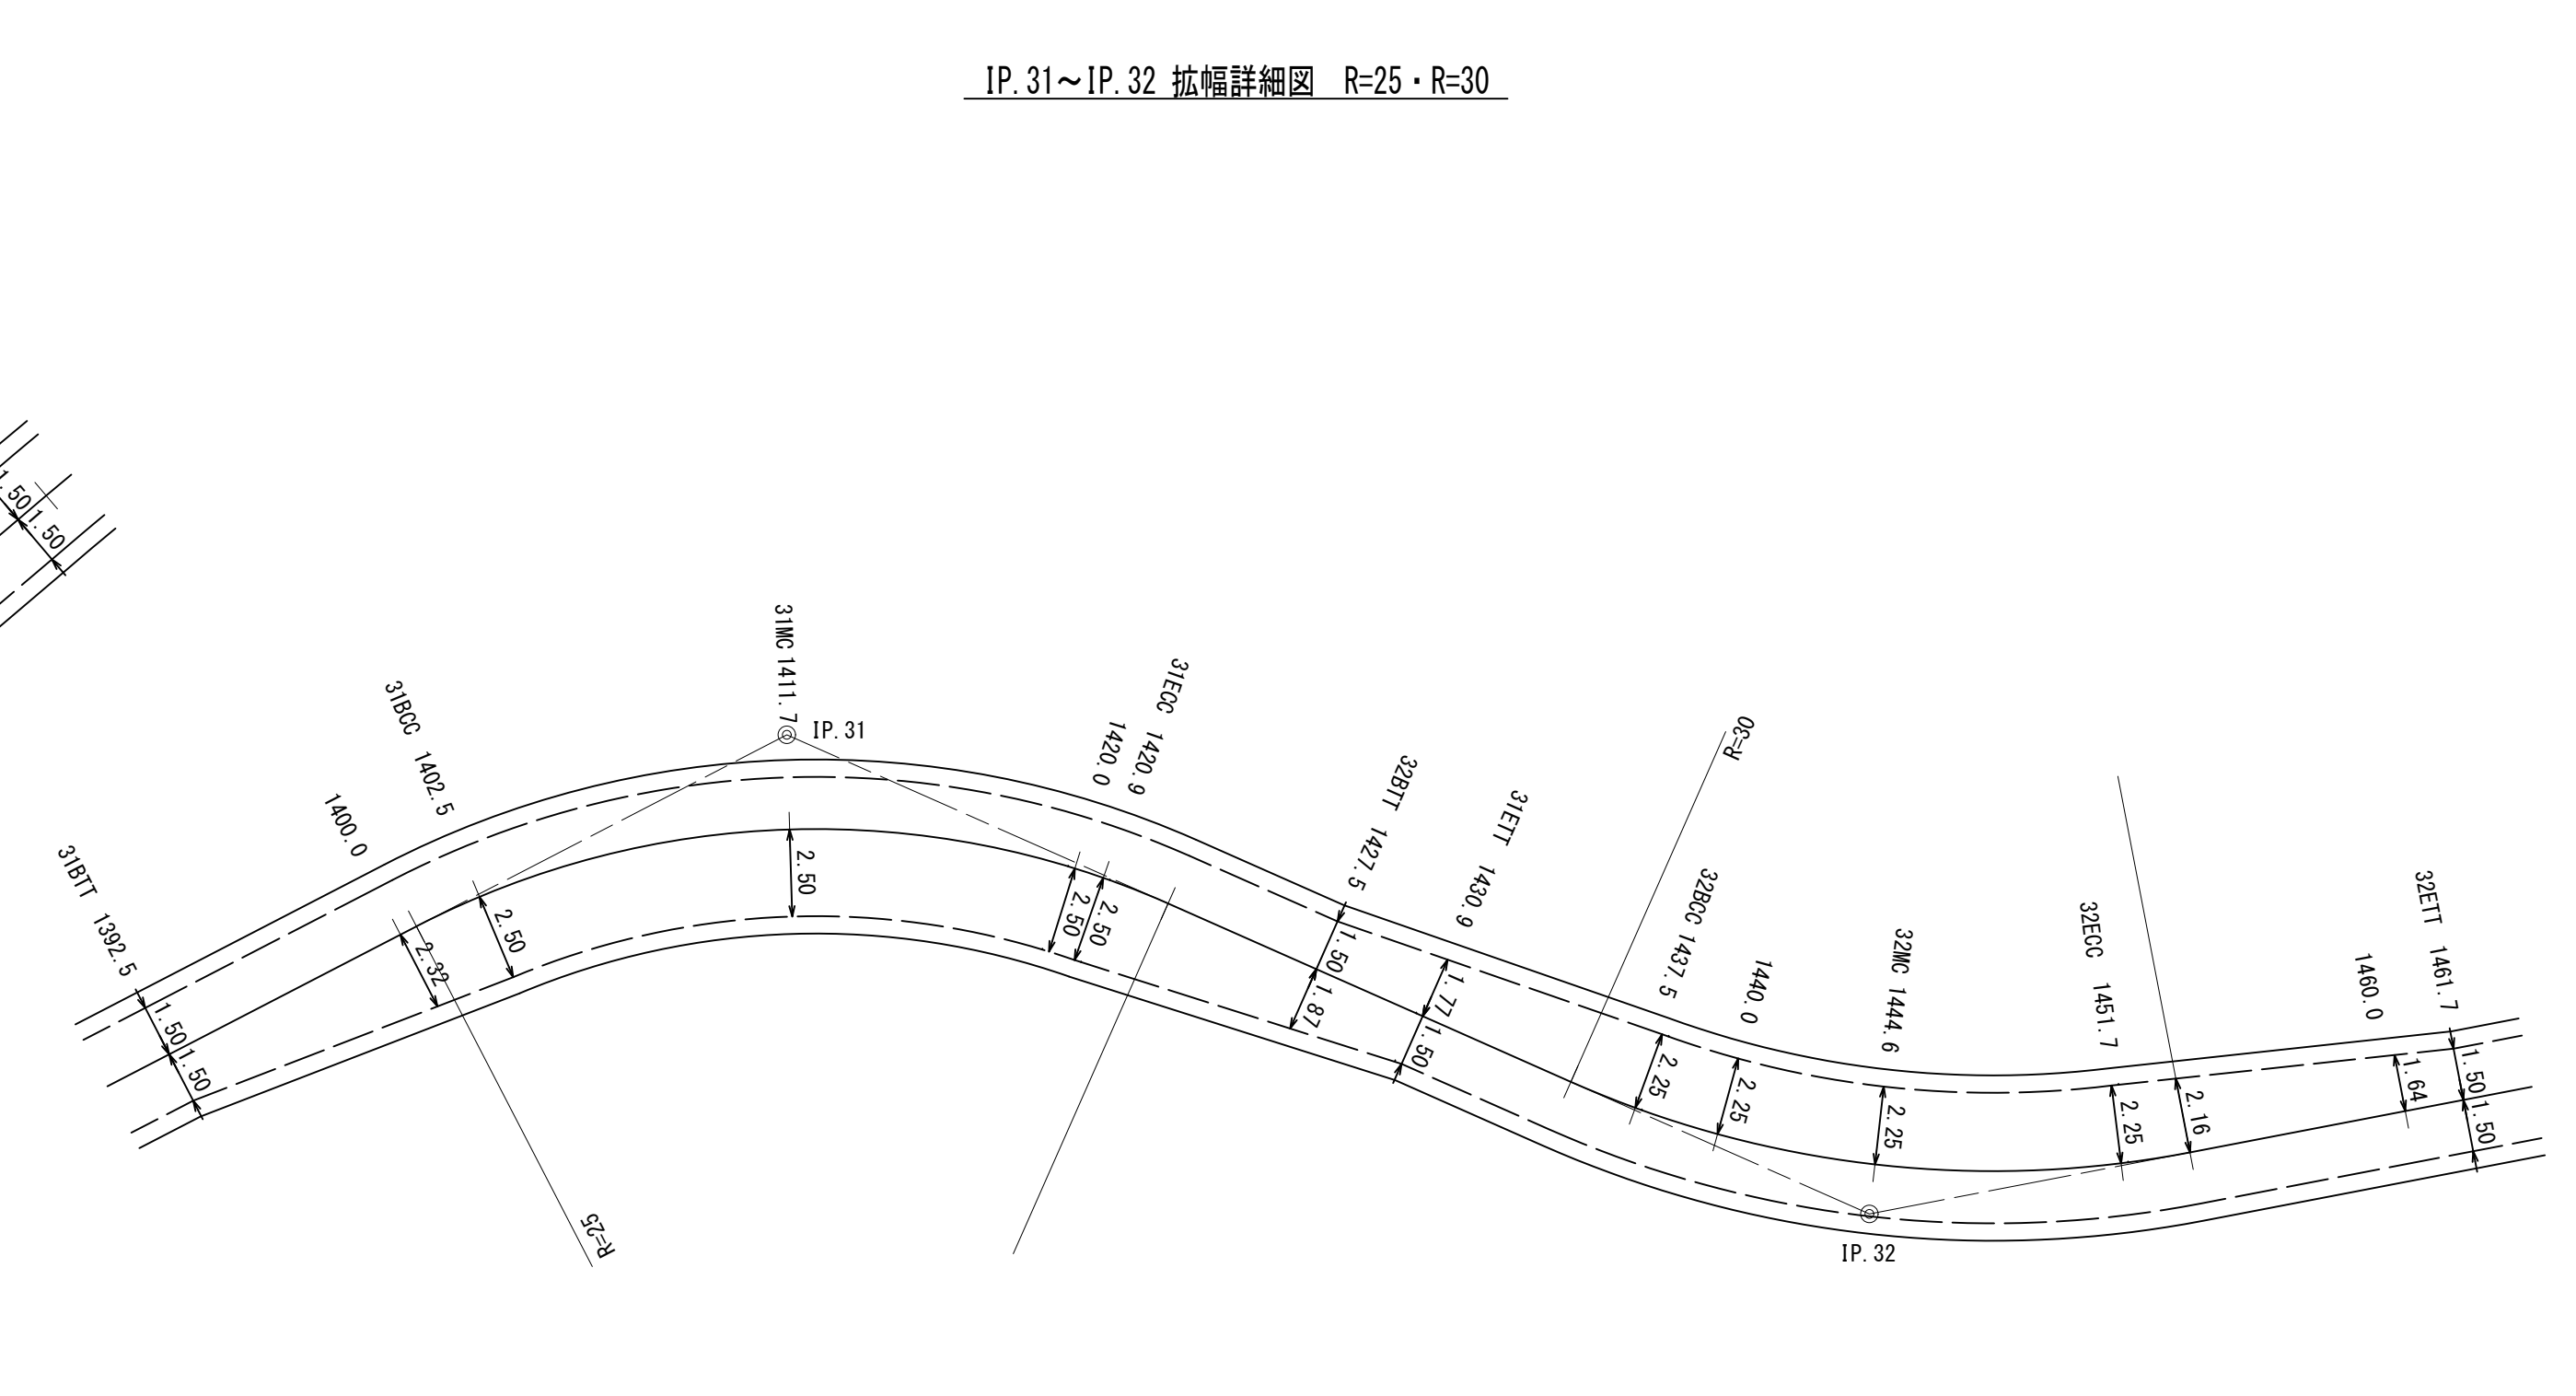 IP.31～IP.32 拡幅詳細図　R=25・R=30
.50
1.50
31BTT 1392.5
1.50
1.50
1400.0
2.32
31BCC 1402.5
2.50
R=25
31MC 1411.7
IP.31
2.50
1420.0
2.50
31ECC 1420.9
2.50
32BTT 1427.5
1.50
1.87
31ETT 1430.9
1.77
1.50
R=30
32BCC 1437.5
2.25
1440.0
2.25
32MC 1444.6
2.25
IP.32
32ECC 1451.7
2.25
2.16
1460.0
1.64
32ETT 1461.7
1.50
1.50